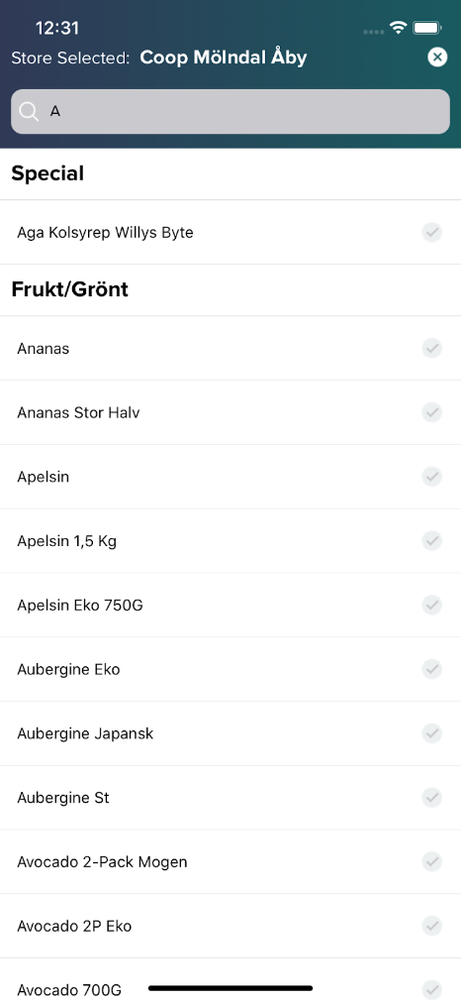 12:31
Store Selected: Coop Mölndal Åby
A
Special
Aga Kolsyrep Willys Byte
Frukt/Grönt
Ananas
Ananas Stor Halv
Apelsin
Apelsin 1,5 Kg
Apelsin Eko 750G
Aubergine Eko
Aubergine Japansk
Aubergine St
Avocado 2-Pack Mogen
Avocado 2P Eko
Avocado 700G